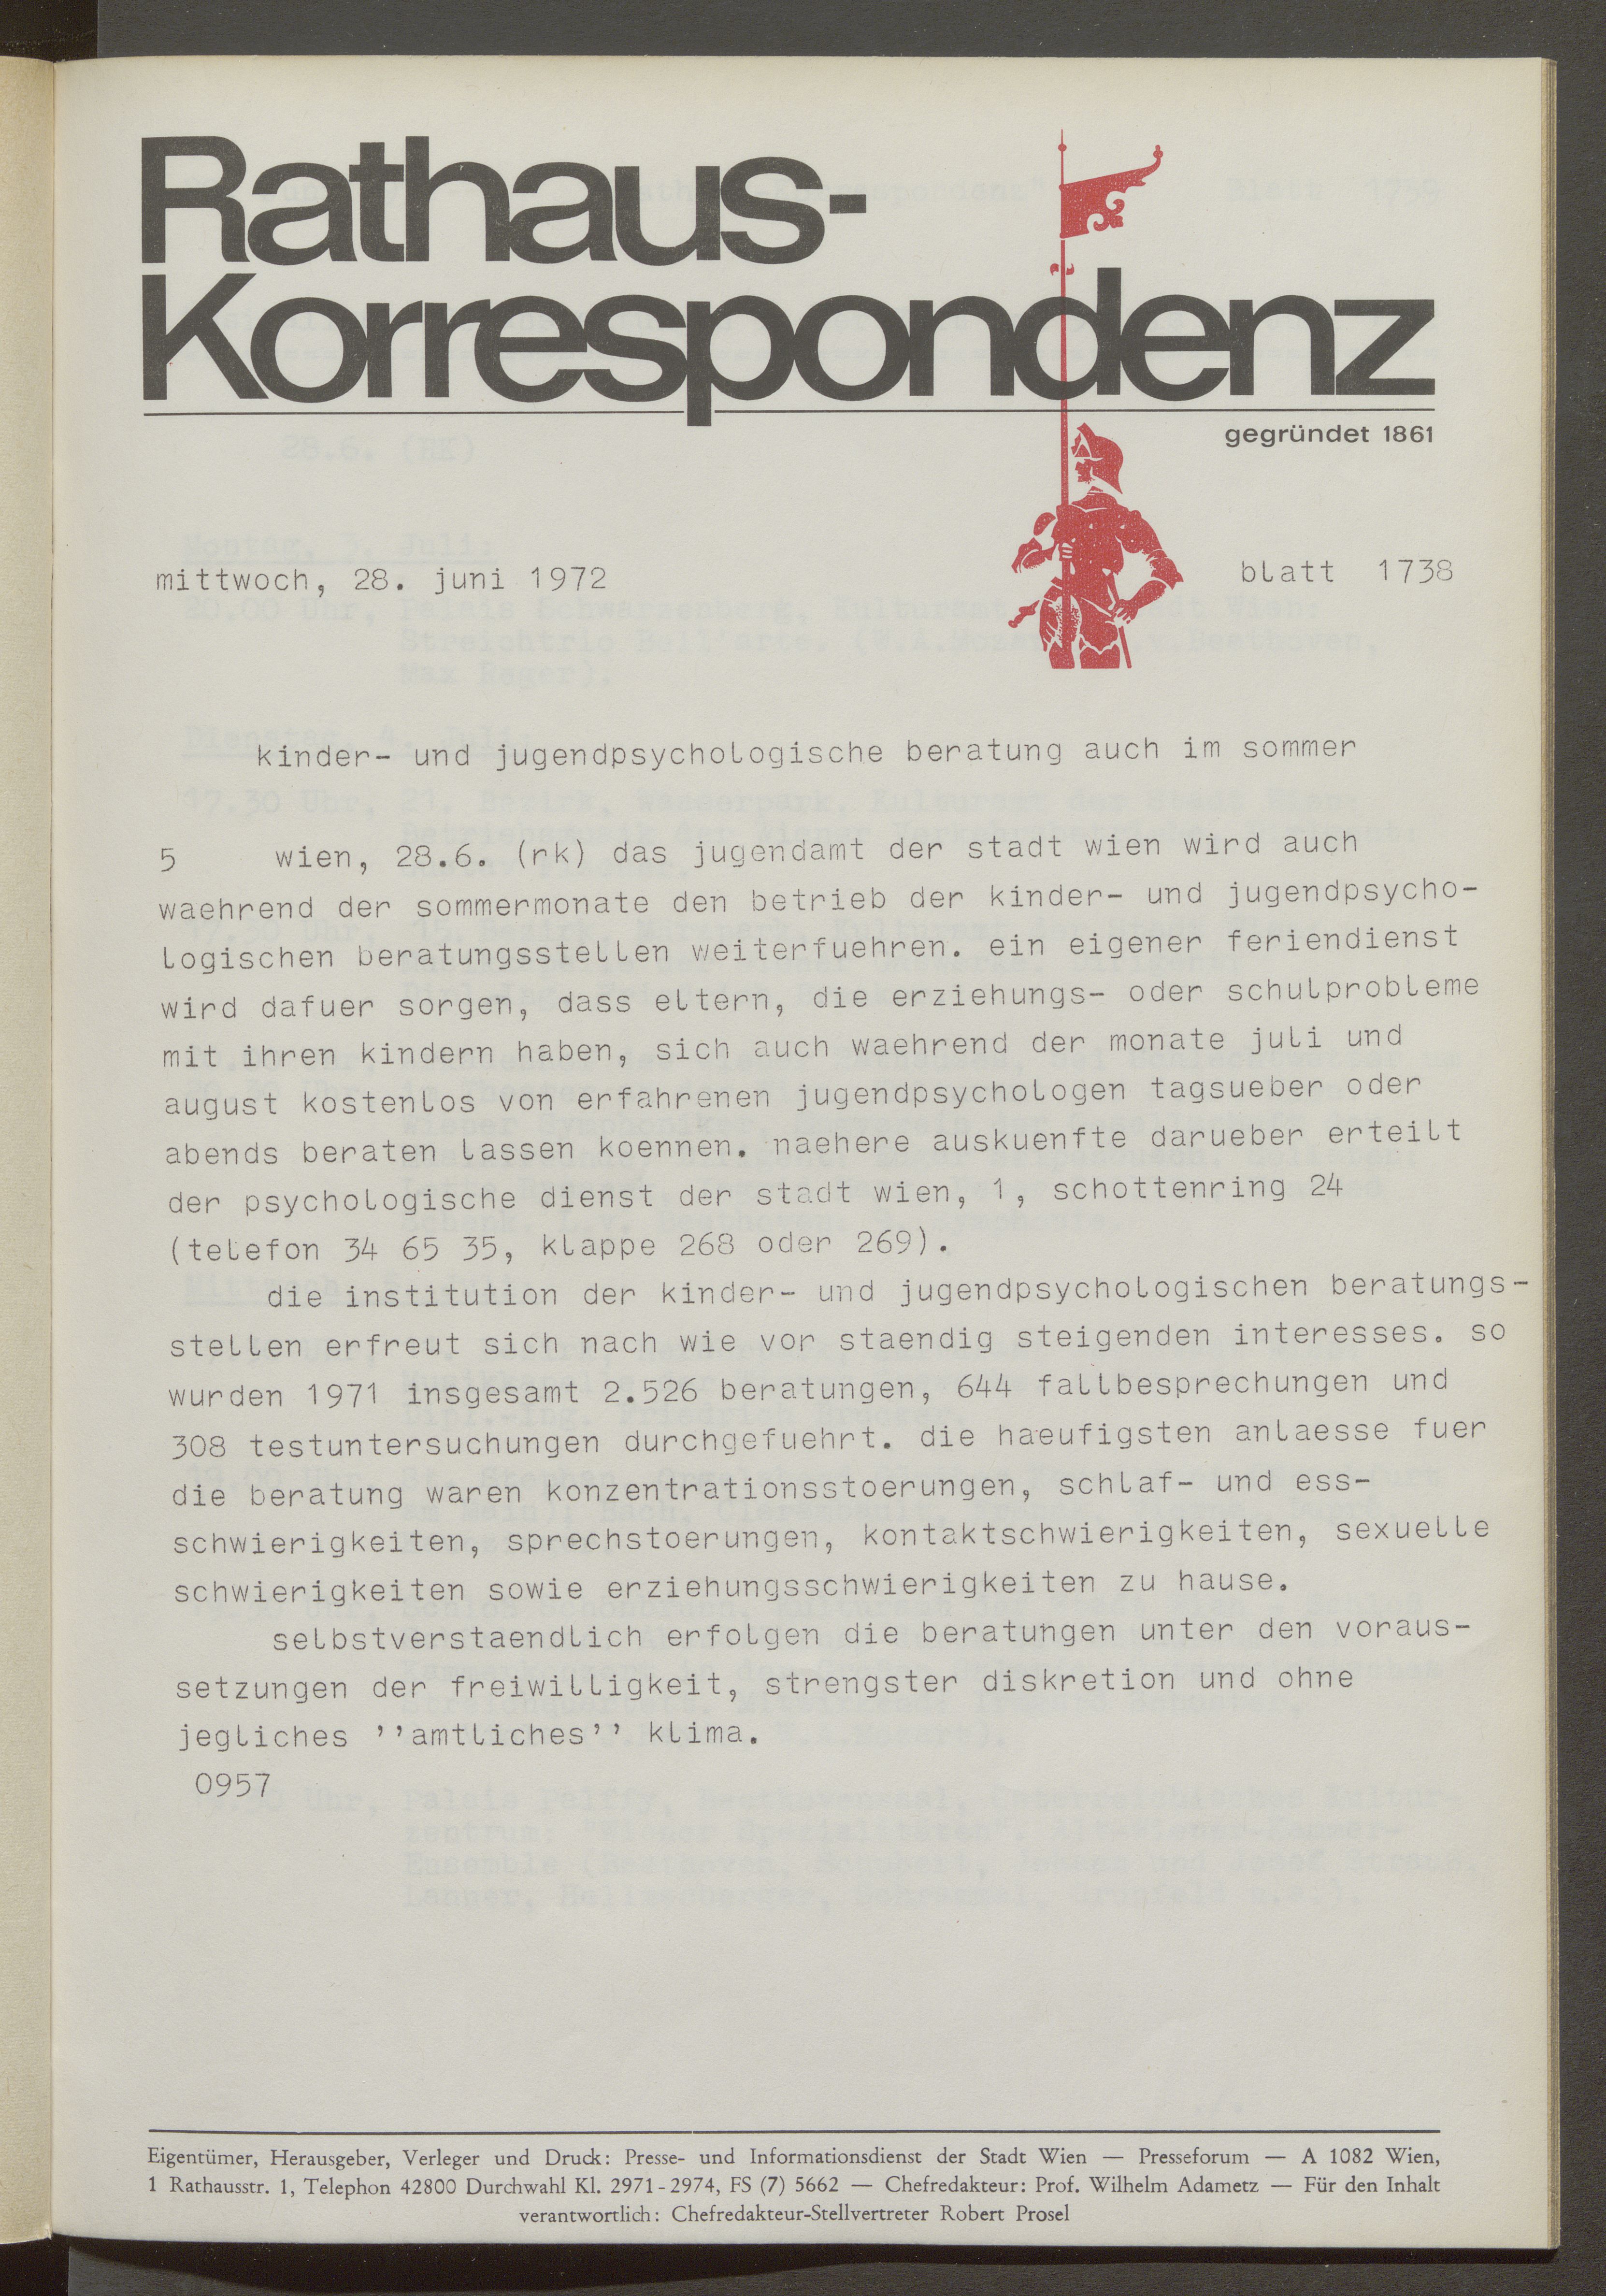 Rathaus-
Korrespondenz
gegründet 1861
mittwoch, 28. juni 1972
blatt 1738
kinder- und jugendpsychologische beratung auch im sommer
5 wien, 28.6. (rk) das jugendamt der stadt wien wird auch
waehrend der sommermonate den betrieb der kinder- und jugendpsycho-
logischen beratungsstellen weiterfuehren. ein eigener feriendienst
wird dafuer sorgen, dass eltern, die erziehungs- oder schulprobleme
mit ihren kindern haben, sich auch waehrend der monate juli und
august kostenlos von erfahrenen jugendpsychologen tagsueber oder
abends beraten lassen koennen. naehere auskuenfte darueber erteilt
der psychologische dienst der stadt wien, 1, schottenring 24
(telefon 34 65 35, klappe 268 oder 269).
die institution der kinder- und jugendpsychologischen beratungs-
stellen erfreut sich nach wie vor staendig steigenden interesses. so
wurden 1971 insgesamt 2.526 beratungen, 644 fallbesprechungen und
308 testuntersuchungen durchgefuehrt. die haeufigsten anlaesse fuer
die beratung waren konzentrationsstoerungen, schlaf- und ess-
schwierigkeiten, sprechstoerungen, kontaktschwierigkeiten, sexuelle
schwierigkeiten sowie erziehungsschwierigkeiten zu hause.
selbstverstaendlich erfolgen die beratungen unter den voraus-
setzungen der freiwilligkeit, strengster diskretion und ohne
jegliches ''amtliches'' klima.
0957
Eigentümer, Herausgeber, Verleger und Druck: Presse- und Informationsdienst der Stadt Wien — Presseforum — A 1082 Wien,
1 Rathausstr. 1, Telephon 42800 Durchwahl Kl. 2971-2974, FS (7) 5662 — Chefredakteur: Prof. Wilhelm Adametz — Für den Inhalt
verantwortlich: Chefredakteur-Stellvertreter Robert Prosel